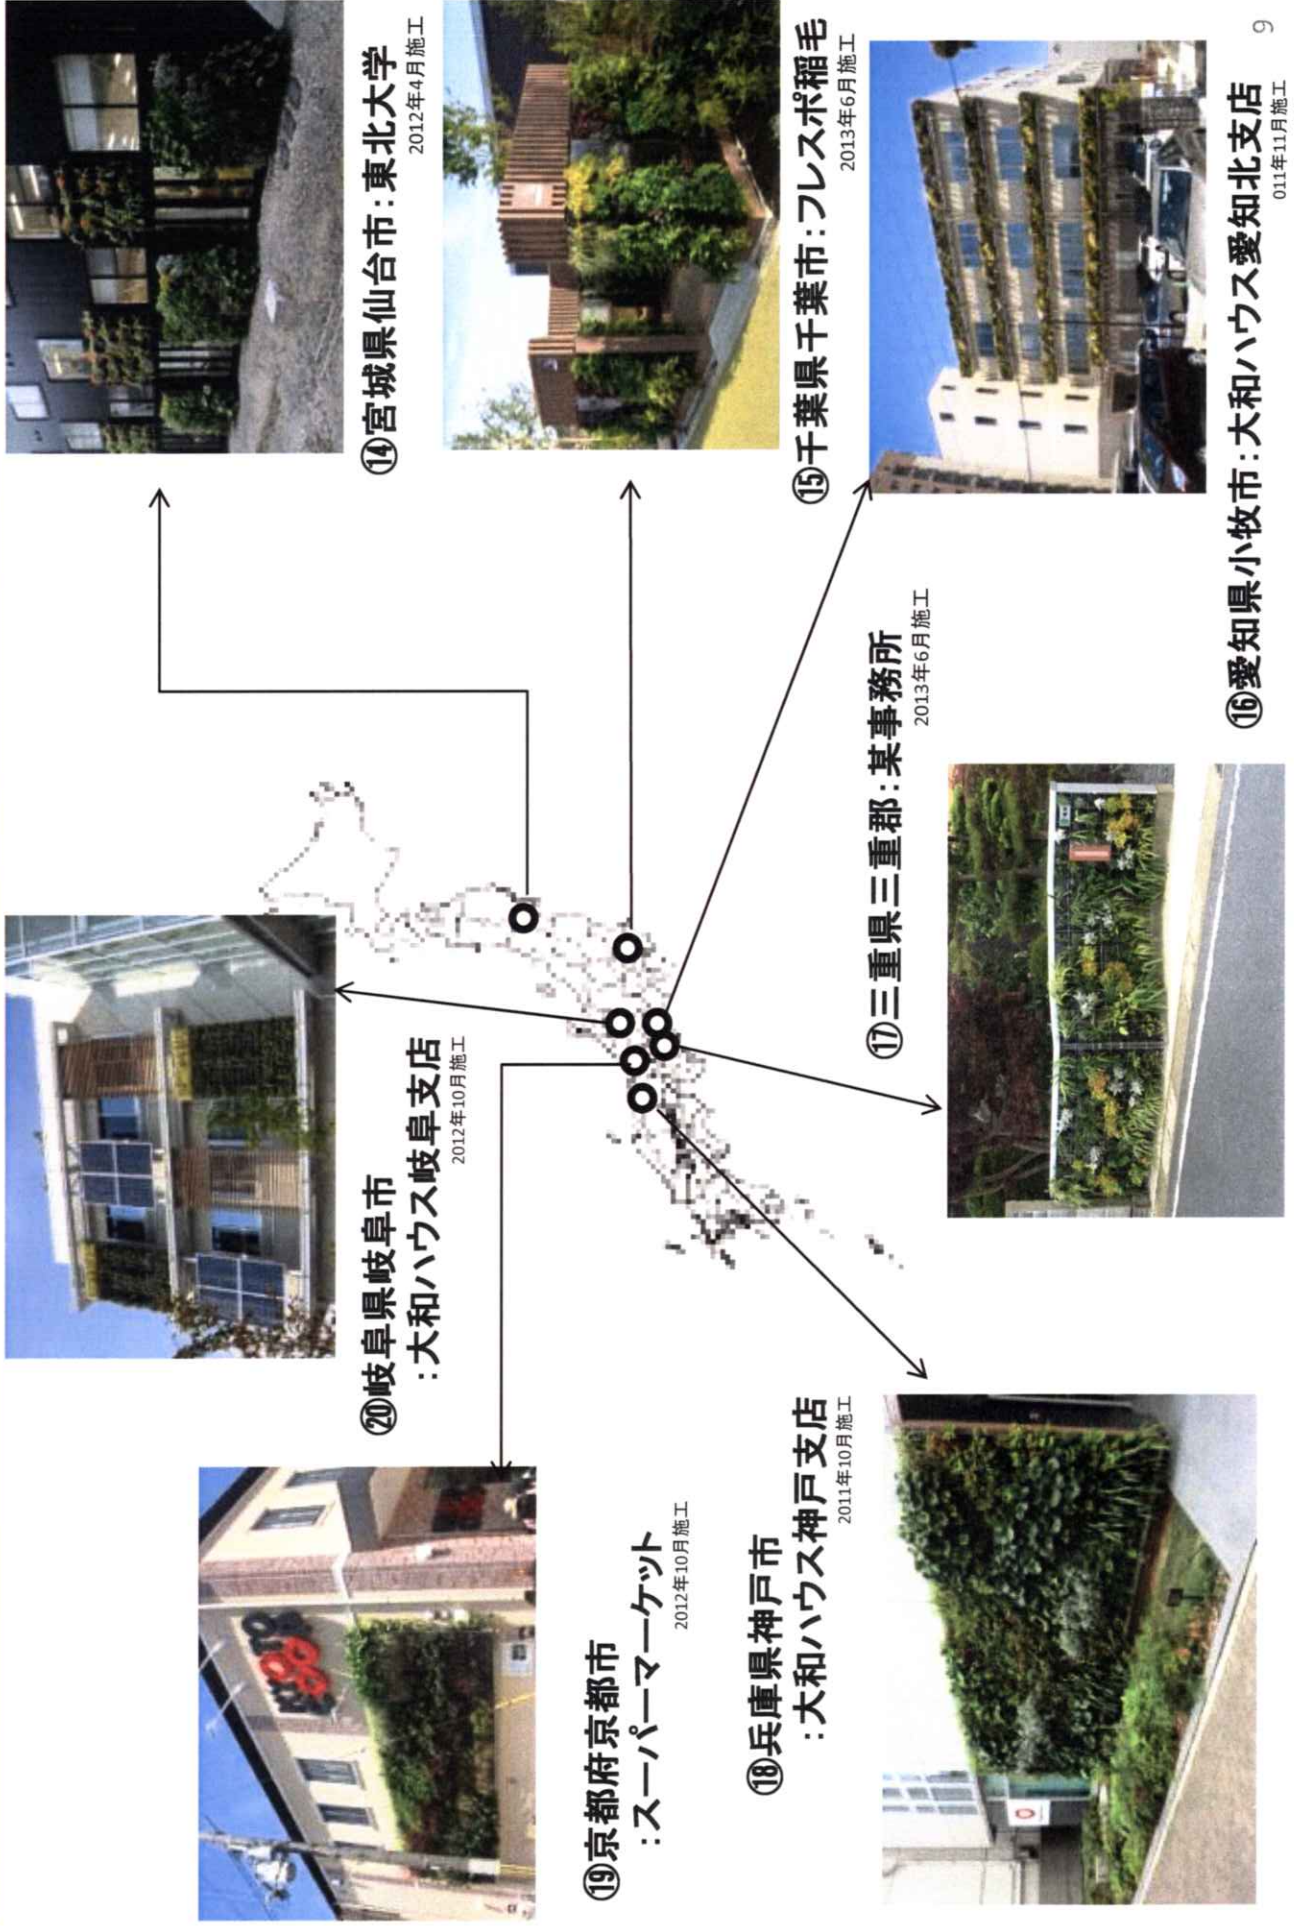 ⑭宮城県仙台市:東北大学
2012年4月施工
⑮千葉県千葉市:フレスポ稲毛
2013年6月施工
⑯愛知県小牧市:大和ハウス愛知北支店
011年11月施工
⑰三重県三重郡:某事務所
2013年6月施工
⑱兵庫県神戸市
:大和ハウス神戸支店
2011年10月施工
⑲京都府京都市
:スーパーマーケット
2012年10月施工
⑳岐阜県岐阜市
:大和ハウス岐阜支店
2012年10月施工
9